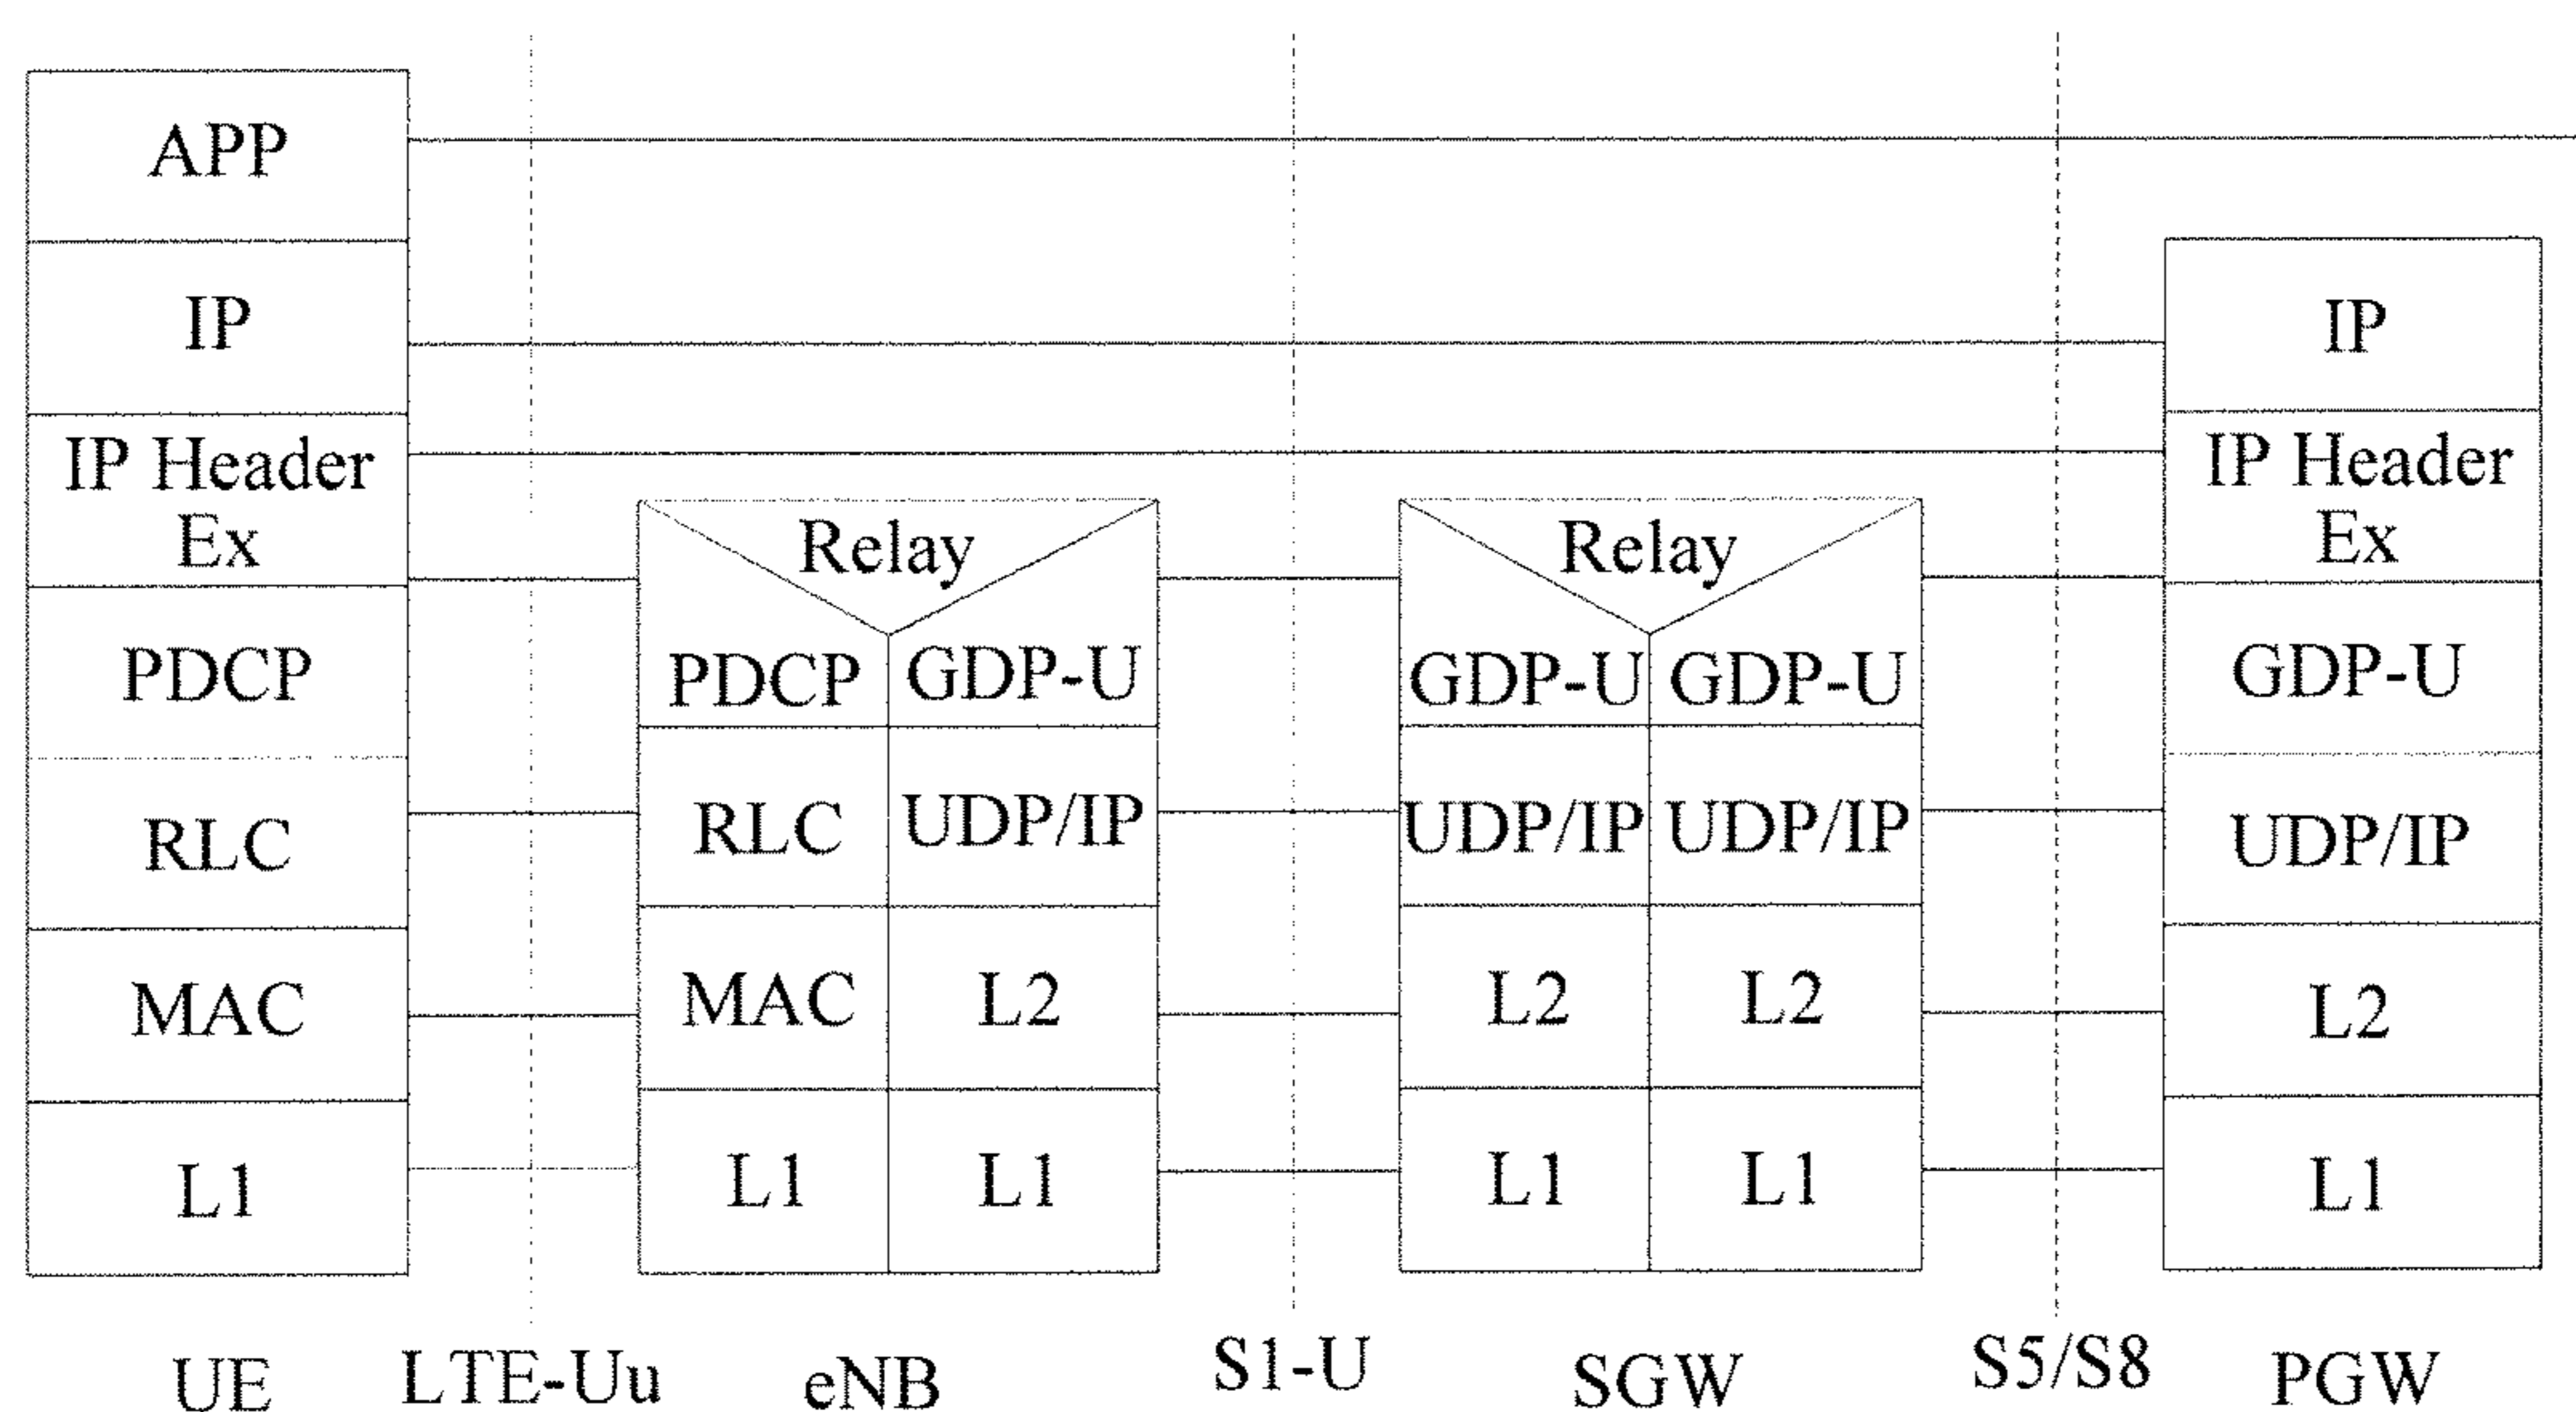 APP
IP
IP Header
Ex
PDCP
RLC
MAC
L1
UE
LTE-Uu
Relay
PDCP GDP-U
RLC UDP/IP
MAC L2
L1 L1
eNB
S1-U
Relay
GDP-U GDP-U
UDP/IP UDP/IP
L2 L2
L1 L1
SGW
S5/S8
IP
IP Header
Ex
GDP-U
UDP/IP
L2
L1
PGW